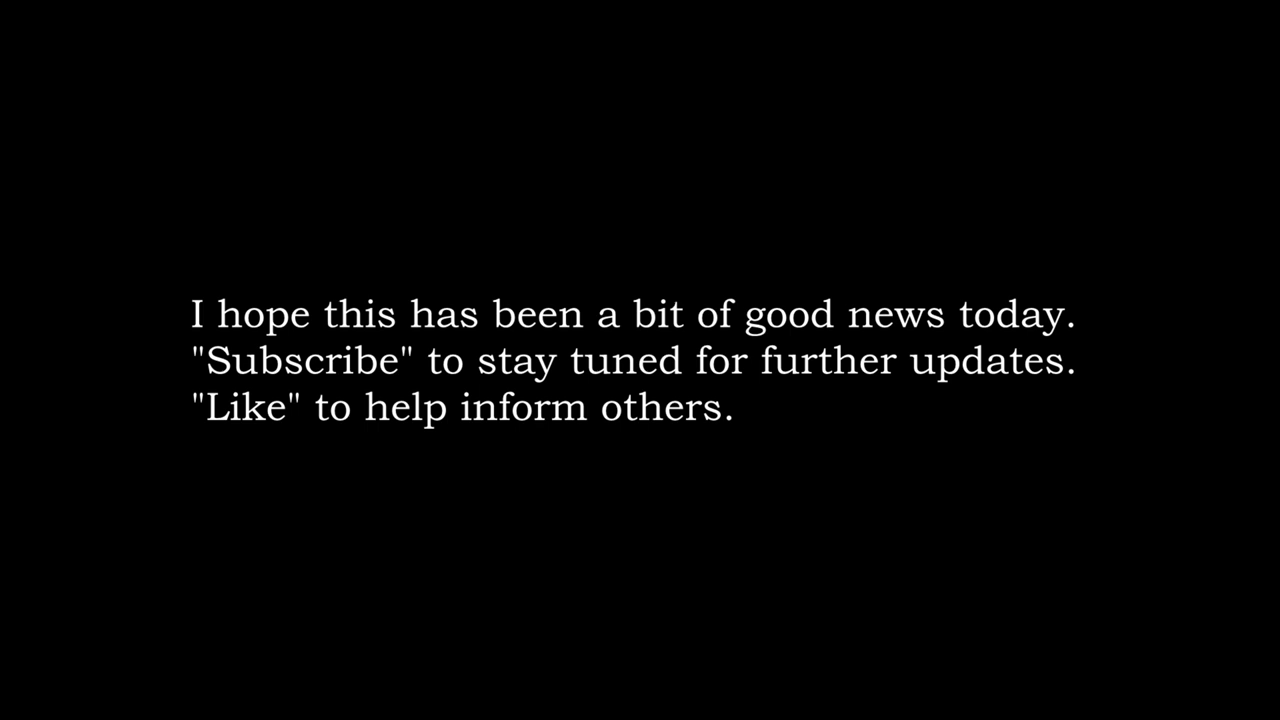 I hope this has been a bit of good news today.
"Subscribe" to stay tuned for further updates.
"Like" to help inform others.